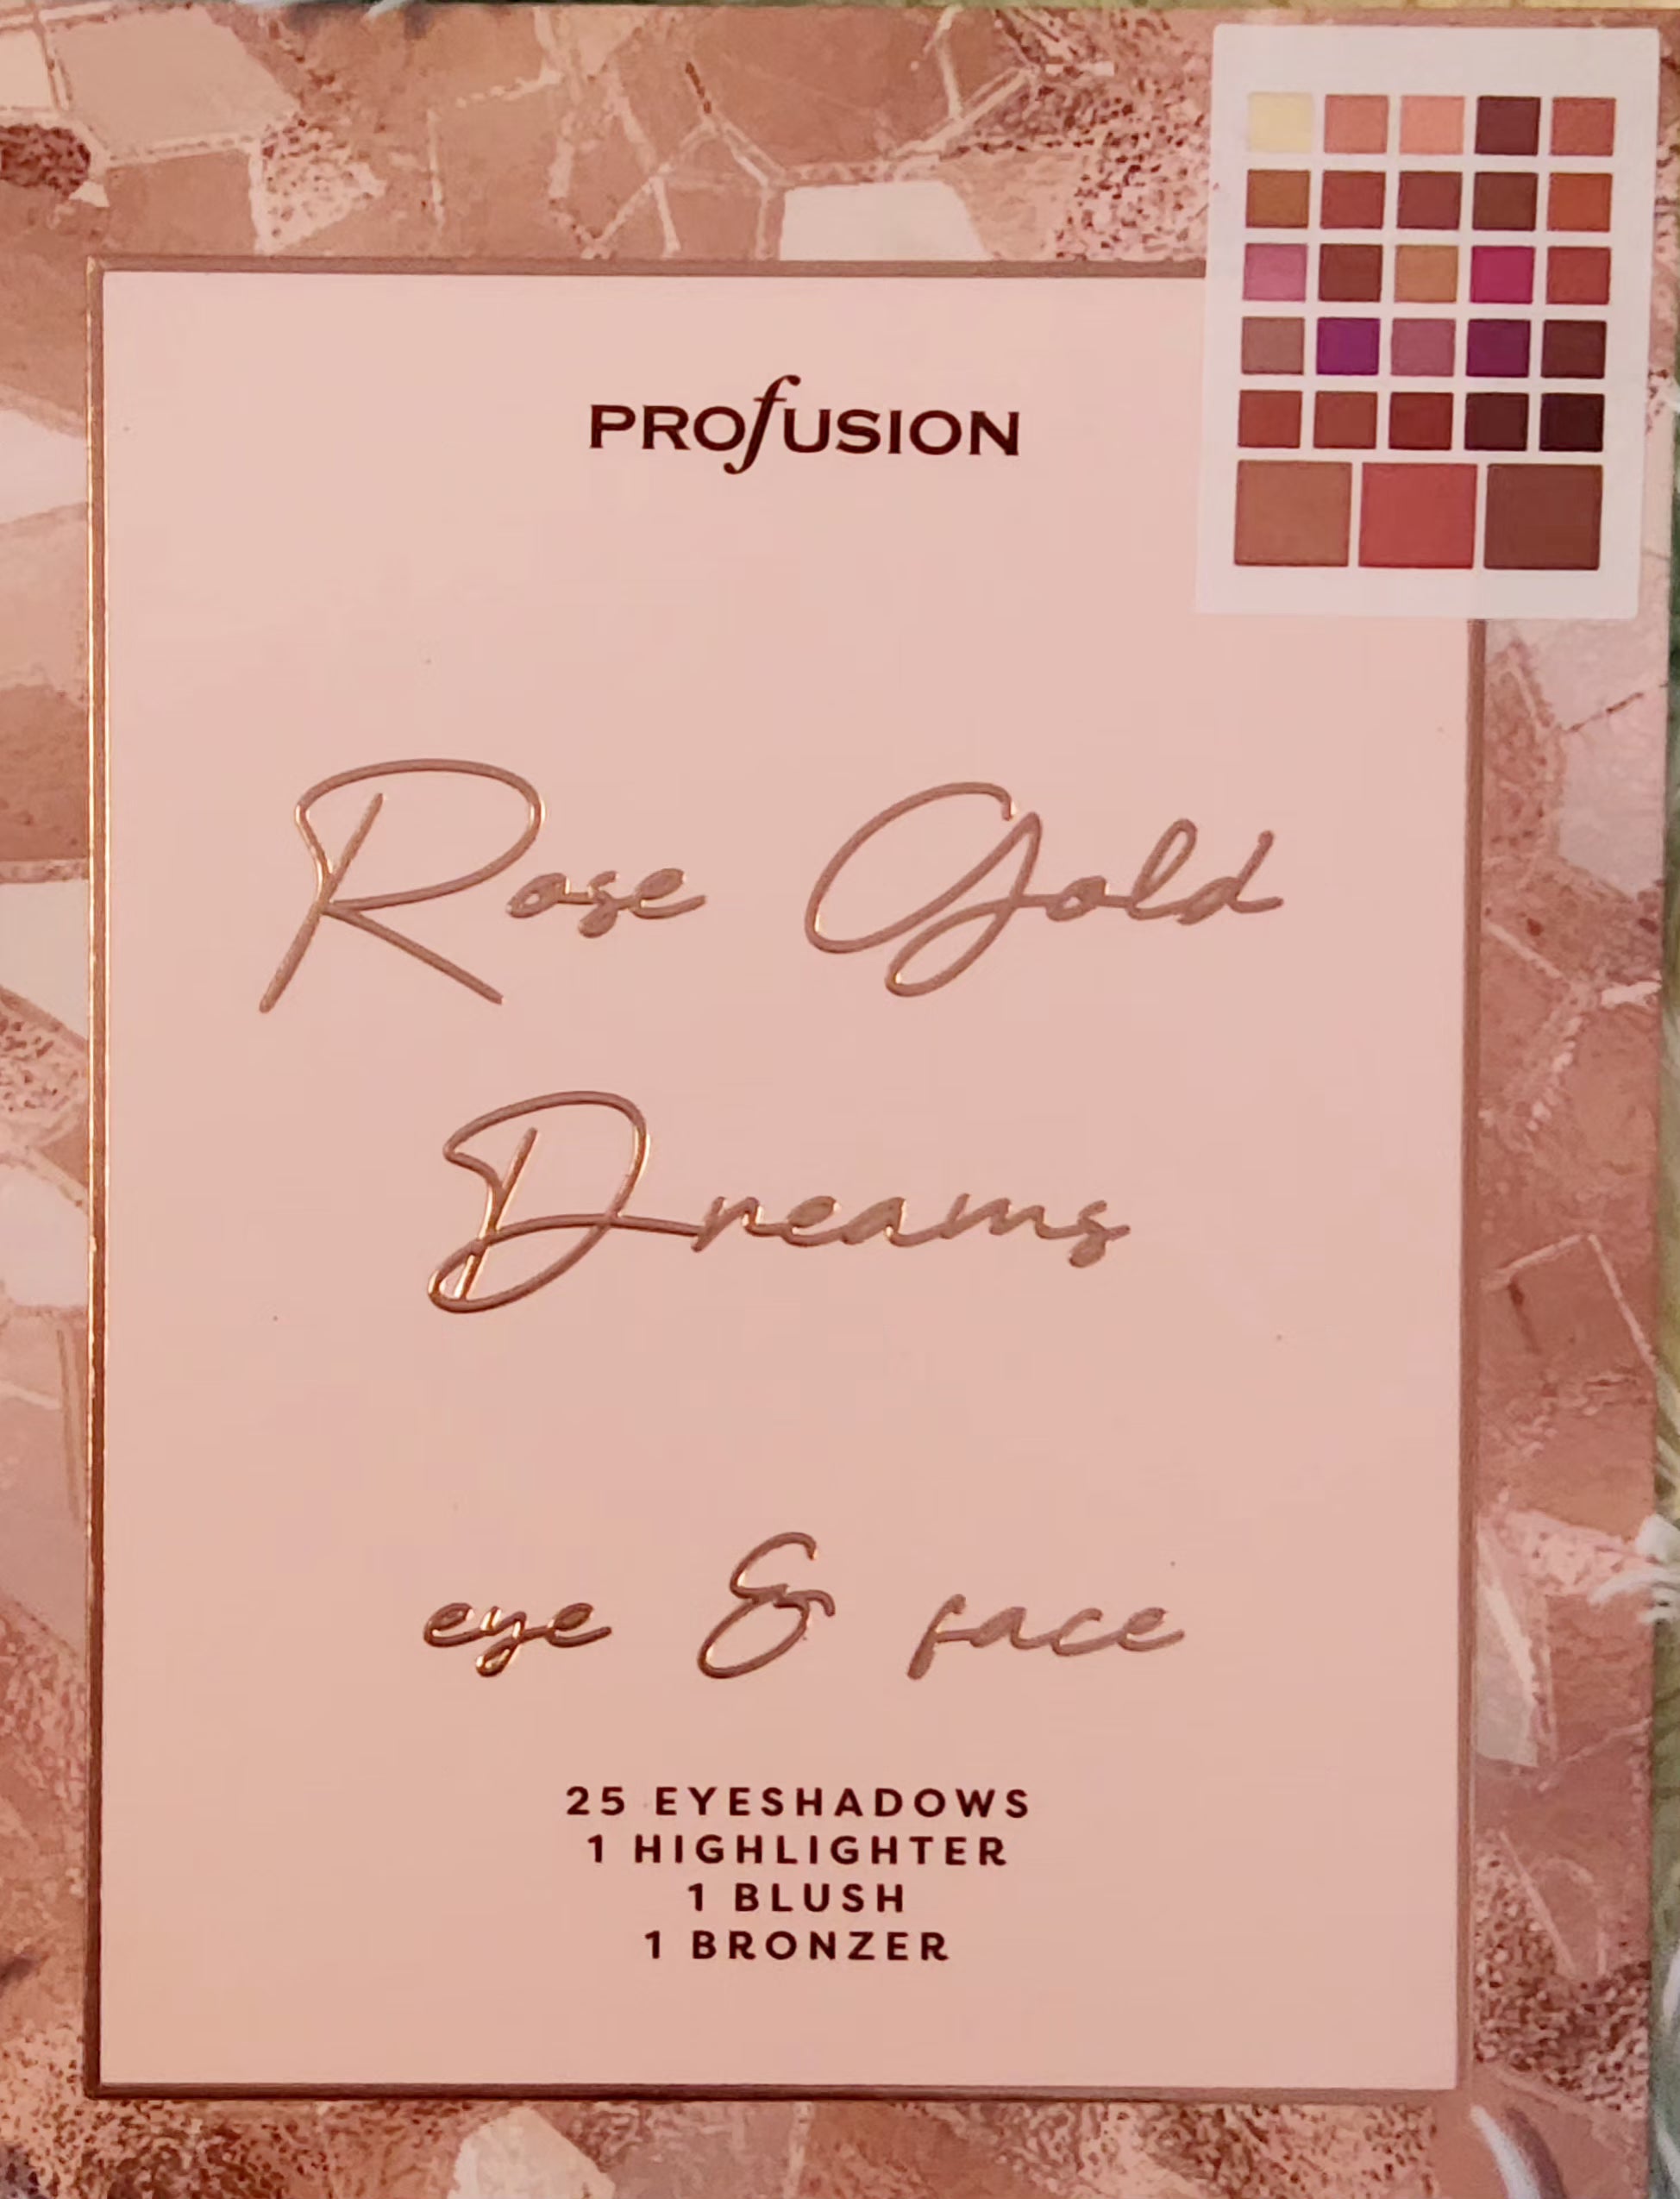 PROfUSION
Rose Gold
Dreams
eye & face
25 EYESHADOWS
1 HIGHLIGHTER
1 BLUSH
1 BRONZER